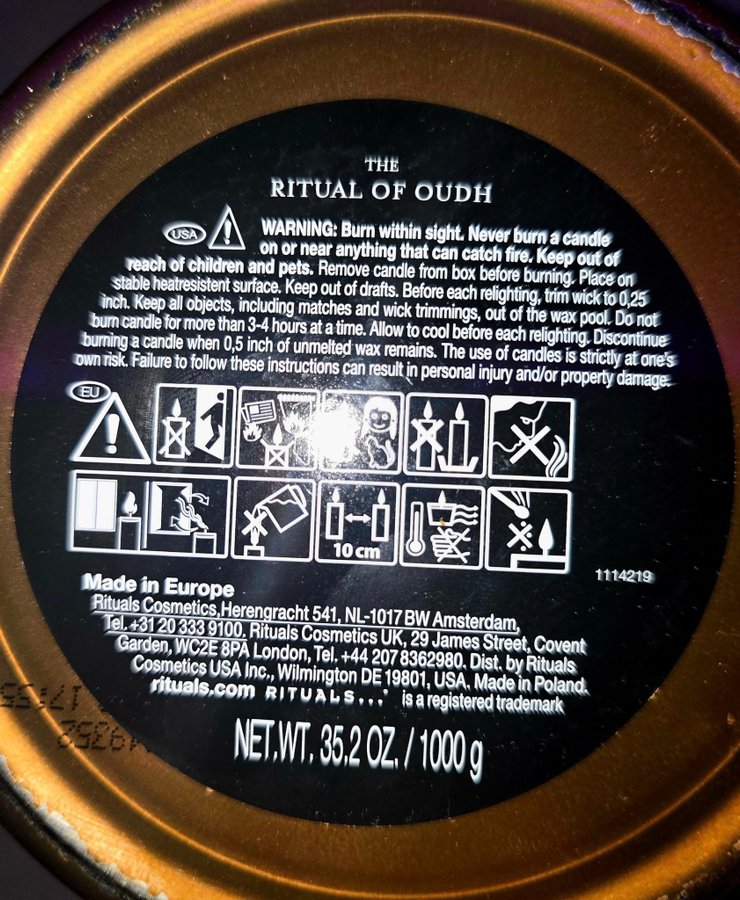 THE
RITUAL OF OUDH
USA WARNING: Burn within sight. Never burn a candle
on or near anything that can catch fire. Keep out of
reach of children and pets. Remove candle from box before burning. Place on
stable heatresistent surface. Keep out of drafts. Before each relighting, trim wick to 0,25
inch. Keep all objects, including matches and wick trimmings, out of the wax pool. Do not
burn candle for more than 3-4 hours at a time. Allow to cool before each relighting. Discontinue
burning a candle when 0,5 inch of unmelted wax remains. The use of candles is strictly at one's
own risk. Failure to follow these instructions can result in personal injury and/or property damage.
EU
10 cm
1114219
Made in Europe
Rituals Cosmetics, Herengracht 541, NL-1017 BW Amsterdam,
Tel. +31 20 333 9100. Rituals Cosmetics UK, 29 James Street, Covent
Garden, WC2E 8PA London, Tel. +44 207 8362980. Dist. by Rituals
Cosmetics USA Inc., Wilmington DE 19801, USA. Made in Poland.
rituals.com RITUALS...® is a registered trademark
NET.WT. 35.2 OZ. / 1000 g